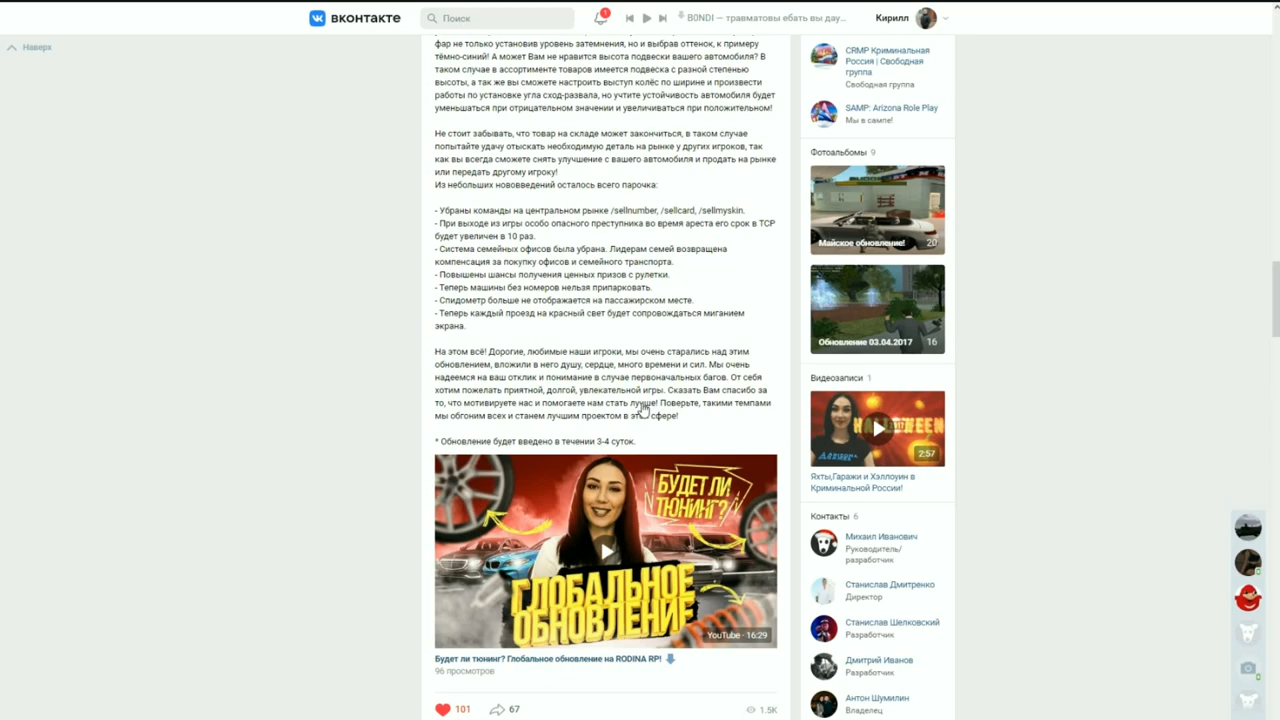 вконтакте
Поиск
1
B0NDI — травматовы ебать вы дау...
Кирилл
Наверх
фар не только установив уровень затемнения, но и выбрав оттенок, к примеру
тёмно-синий! А может Вам не нравится высота подвески вашего автомобиля? В
таком случае в ассортименте товаров имеется подвеска с разной степенью
высоты, а так же вы сможете настроить выступ колёс по ширине и произвести
работы по установке угла сход-развала, но учтите устойчивость автомобиля будет
уменьшаться при отрицательном значении и увеличиваться при положительном!
Не стоит забывать, что товар на складе может закончиться, в таком случае
попытайте удачу отыскать необходимую деталь на рынке у других игроков, так
как вы всегда сможете снять улучшение с вашего автомобиля и продать на рынке
или передать другому игроку!
Из небольших нововведений осталось всего парочка:
- Убраны команды на центральном рынке /sellnumber, /sellcard, /sellmyskin.
- При выходе из игры особо опасного преступника во время ареста его срок в ТСР
будет увеличен в 10 раз.
- Система семейных офисов была убрана. Лидерам семей возвращена
компенсация за покупку офисов и семейного транспорта.
- Повышены шансы получения ценных призов с рулетки.
- Теперь машины без номеров нельзя припарковать.
- Спидометр больше не отображается на пассажирском месте.
- Теперь каждый проезд на красный свет будет сопровождаться миганием
экрана.
На этом всё! Дорогие, любимые наши игроки, мы очень старались над этим
обновлением, вложили в него душу, сердце, много времени и сил. Мы очень
надеемся на ваш отклик и понимание в случае первоначальных багов. От себя
хотим пожелать приятной, долгой, увлекательной игры. Сказать Вам спасибо за
то, что мотивируете нас и помогаете нам стать лучше! Поверьте, такими темпами
мы обгоним всех и станем лучшим проектом в этой сфере!
* Обновление будет введено в течении 3-4 суток.
БУДЕТ ЛИ
ТЮНИНГ?
ГЛОБАЛЬНОЕ
ОБНОВЛЕНИЕ
YouTube · 16:29
Будет ли тюнинг? Глобальное обновление на RODINA RP!
96 просмотров
101
67
1.5K
CRMP Криминальная
Россия | Свободная
группа
Свободная группа
SAMP: Arizona Role Play
Мы в сампе!
Фотоальбомы 9
Майское обновление! 20
Обновление 03.04.2017 16
Видеозаписи 1
HALLOWEEN
2:57
Яхты,Гаражи и Хэллоуин в
Криминальной России!
Контакты 6
Михаил Иванович
Руководитель/
разработчик
Станислав Дмитренко
Директор
Станислав Шелковский
Разработчик
Дмитрий Иванов
Разработчик
Антон Шумилин
Владелец